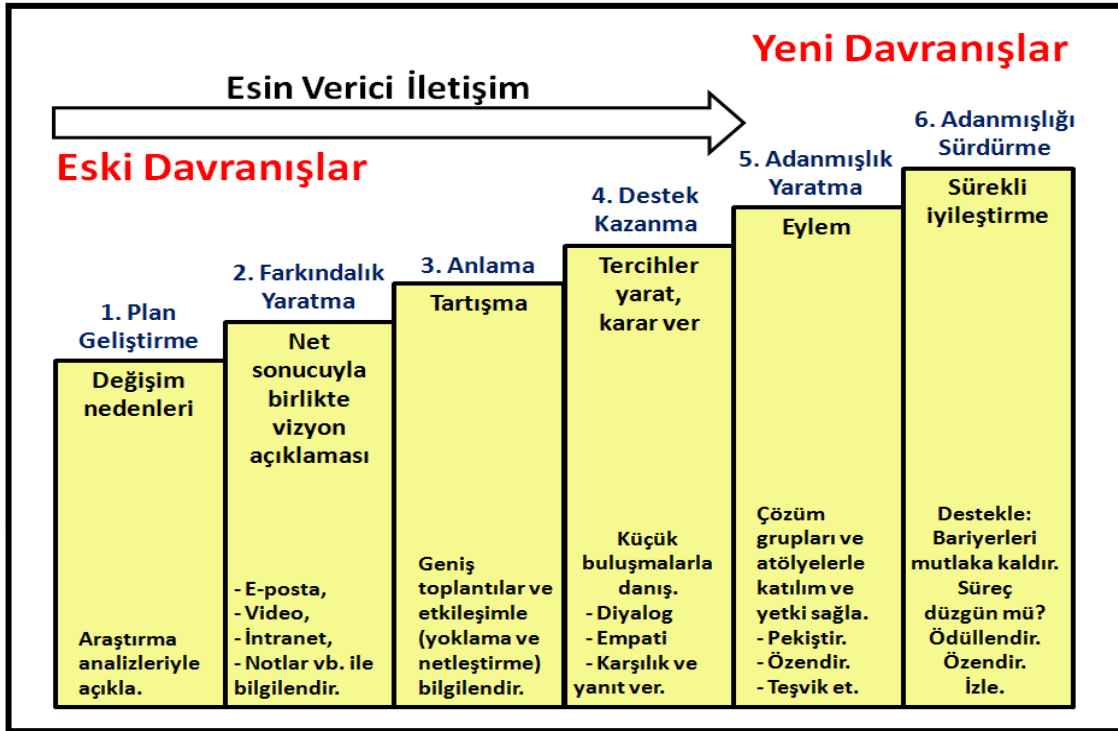 Yeni Davranışlar
Esin Verici İletişim
Eski Davranışlar
1. Plan
Geliştirme
Değişim
nedenleri
Araştırma
analizleriyle
açıkla.
2. Farkındalık
Yaratma
Net
sonucuyla
birlikte
vizyon
açıklaması
- E-posta,
- Video,
- İntranet,
- Notlar vb. ile
bilgilendir.
3. Anlama
Tartışma
Geniş
toplantılar ve
etkileşimle
(yoklama ve
netleştirme)
bilgilendir.
4. Destek
Kazanma
Tercihler
yarat,
karar ver
Küçük
buluşmalarla
danış.
- Diyalog
- Empati
- Karşılık ve
yanıt ver.
5. Adanmışlık
Yaratma
Eylem
Çözüm
grupları ve
atölyelerle
katılım ve
yetki sağla.
- Pekiştir.
- Özendir.
- Teşvik et.
6. Adanmışlığı
Sürdürme
Sürekli
iyileştirme
Destekle:
Bariyerleri
mutlaka kaldır.
Süreç
düzgün mü?
Ödüllendir.
Özendir.
İzle.